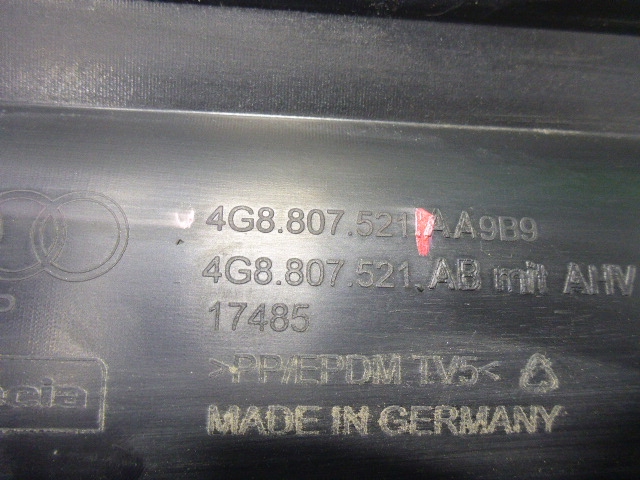 4G8.807.521.AA9B9
4G8.807.521.AB mit AHV
17485
>PP/EPDM TV5<
MADE IN GERMANY